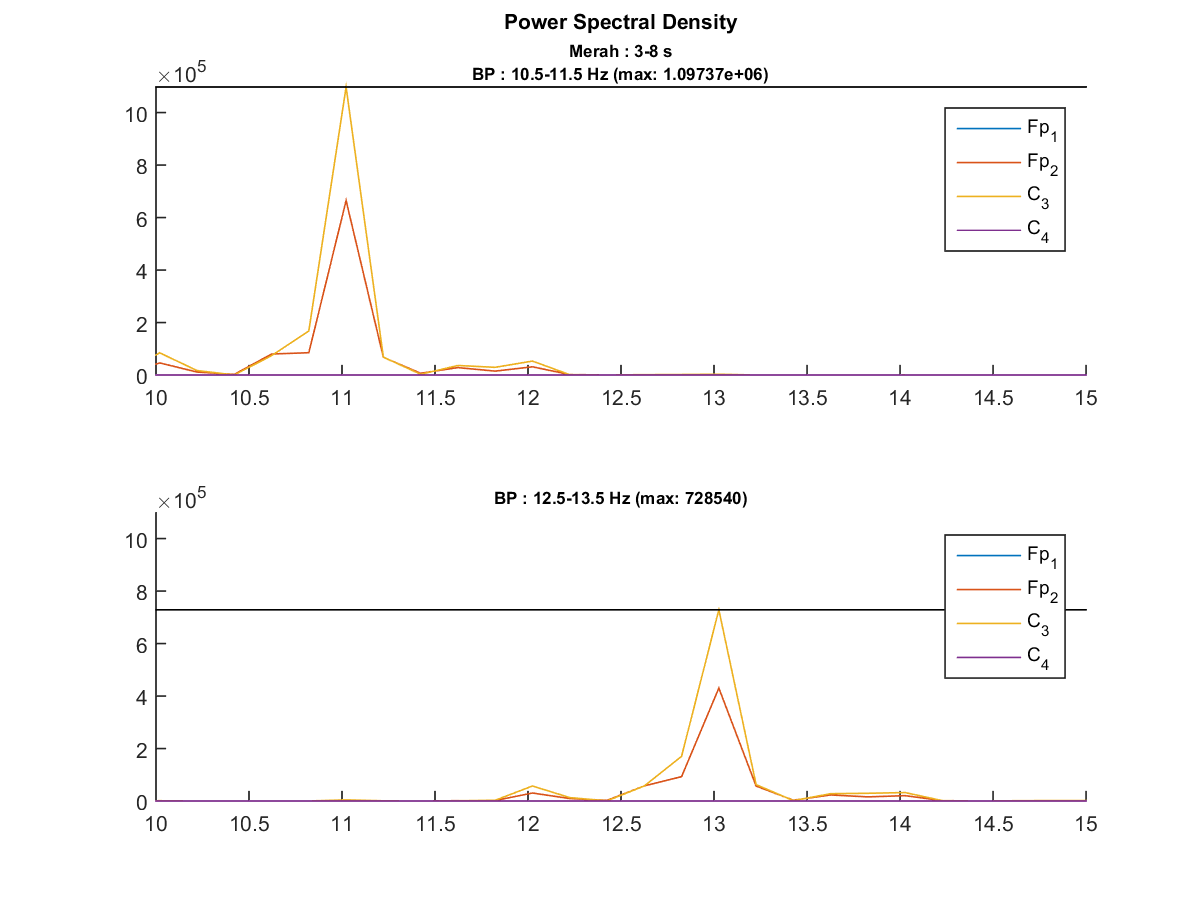 Power Spectral Density
Merah : 3-8 s
BP : 10.5-11.5 Hz (max: 1.09737e+06)
×10⁵
10
8
6
4
2
0
10 10.5 11 11.5 12 12.5 13 13.5 14 14.5 15
Fp₁
Fp₂
C₃
C₄
BP : 12.5-13.5 Hz (max: 728540)
×10⁵
10
8
6
4
2
0
10 10.5 11 11.5 12 12.5 13 13.5 14 14.5 15
Fp₁
Fp₂
C₃
C₄